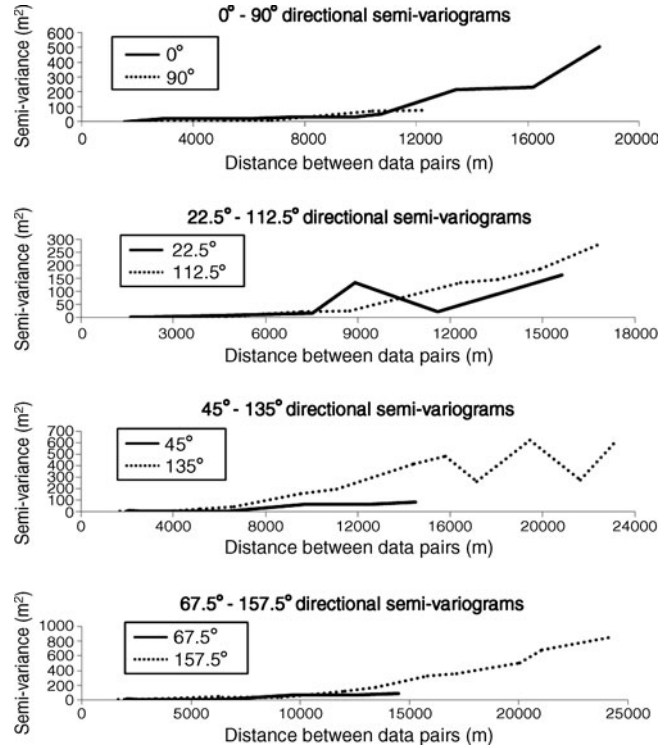 0° - 90° directional semi-variograms
Semi-variance (m²)
600
500
400
300
200
100
0
0°
90°
0 4000 8000 12000 16000 20000
Distance between data pairs (m)
22.5° - 112.5° directional semi-variograms
Semi-variance (m²)
300
250
200
150
100
50
0
22.5°
112.5°
0 3000 6000 9000 12000 15000 18000
Distance between data pairs (m)
45° - 135° directional semi-variograms
Semi-variance (m²)
700
600
500
400
300
200
100
0
45°
135°
0 4000 8000 12000 16000 20000 24000
Distance between data pairs (m)
67.5° - 157.5° directional semi-variograms
Semi-variance (m²)
1000
800
600
400
200
0
67.5°
157.5°
0 5000 10000 15000 20000 25000
Distance between data pairs (m)